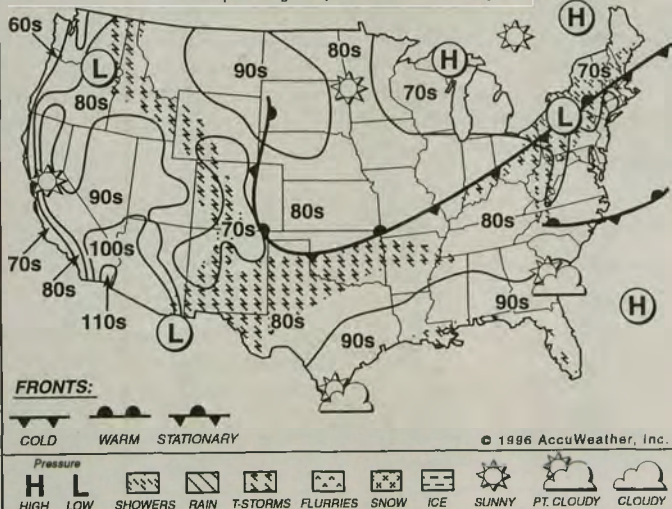 60s
H
H
L
80s
90s
80s
70s
70s
L
90s
80s
80s
70s
100s
70s
80s
110s
L
80s
90s
90s
H
FRONTS:
COLD WARM STATIONARY
© 1996 AccuWeather, Inc.
Pressure
H L
HIGH LOW SHOWERS RAIN T-STORMS FLURRIES SNOW ICE SUNNY PT. CLOUDY CLOUDY